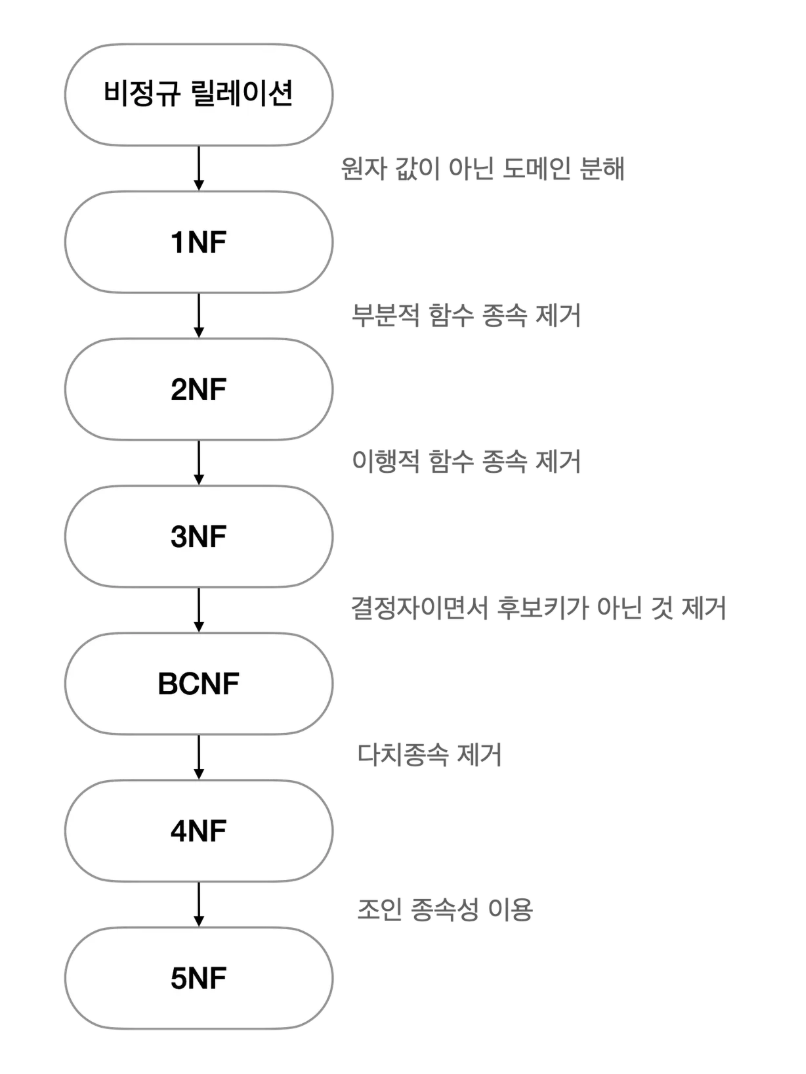 비정규 릴레이션
원자 값이 아닌 도메인 분해
1NF
부분적 함수 종속 제거
2NF
이행적 함수 종속 제거
3NF
결정자이면서 후보키가 아닌 것 제거
BCNF
다치종속 제거
4NF
조인 종속성 이용
5NF